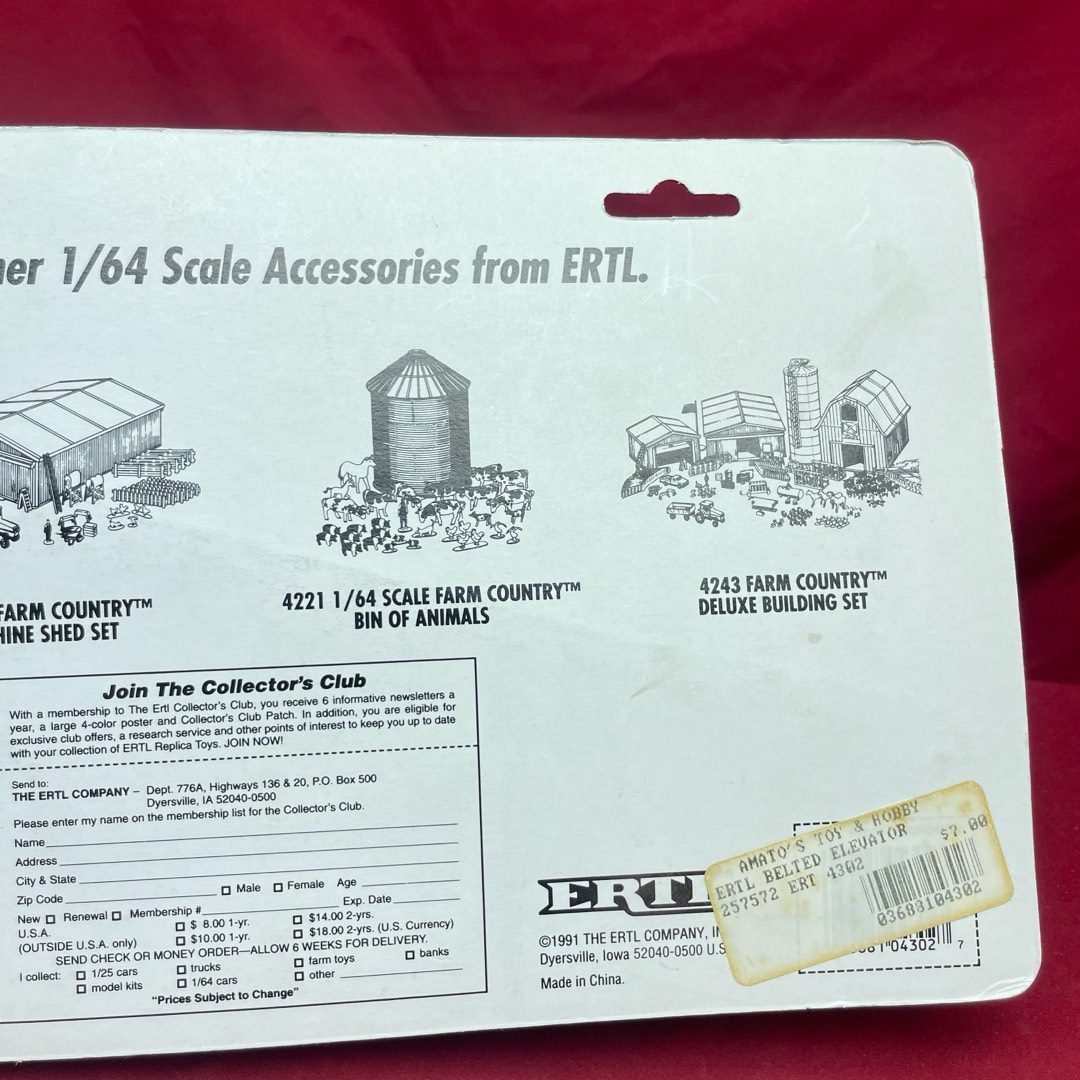 1/64 Scale Accessories from ERTL.
FARM COUNTRY™
SHED SET
4221 1/64 SCALE FARM COUNTRY™
BIN OF ANIMALS
4243 FARM COUNTRY™
DELUXE BUILDING SET
Join The Collector's Club
With a membership to The Ertl Collector's Club, you receive 6 informative newsletters a
year, a large 4-color poster and Collector's Club Patch. In addition, you are eligible for
exclusive club offers, a research service and other points of interest to keep you up to date
with your collection of ERTL Replica Toys. JOIN NOW!
Send to:
THE ERTL COMPANY – Dept. 776A, Highways 136 & 20, P.O. Box 500
Dyersville, IA 52040-0500
Please enter my name on the membership list for the Collector's Club.
Name
Address
City & State
Zip Code Male Female Age
New Renewal Membership # Exp. Date
U.S.A. $ 8.00 1-yr. $14.00 2-yrs.
(OUTSIDE U.S.A. only) $10.00 1-yr. $18.00 2-yrs. (U.S. Currency)
SEND CHECK OR MONEY ORDER—ALLOW 6 WEEKS FOR DELIVERY.
I collect: 1/25 cars trucks farm toys banks
model kits 1/64 cars other
"Prices Subject to Change"
ERTL
©1991 THE ERTL COMPANY,
Dyersville, Iowa 52040-0500
Made in China.
AMATO'S TOY & HOBBY
ERTL BELTED ELEVATOR $7.00
257572 ERT 4302
03688104302
04302 7